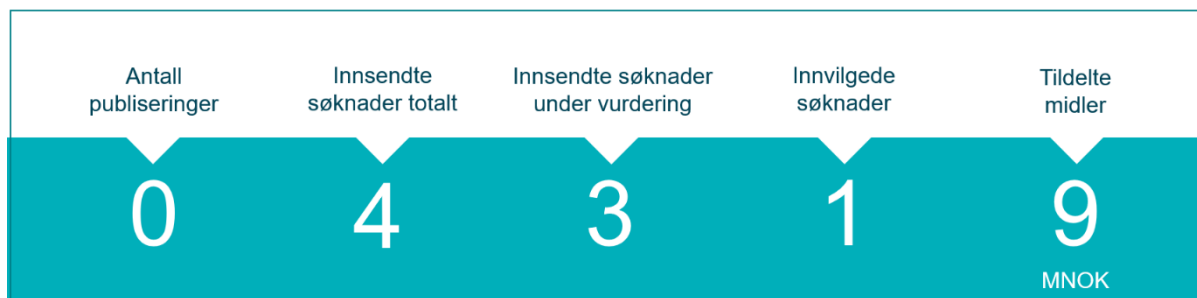 Antall
publiseringer
Innsendte
søknader totalt
Innsendte søknader
under vurdering
Innvilgede
søknader
Tildelte
midler
0
4
3
1
9
MNOK